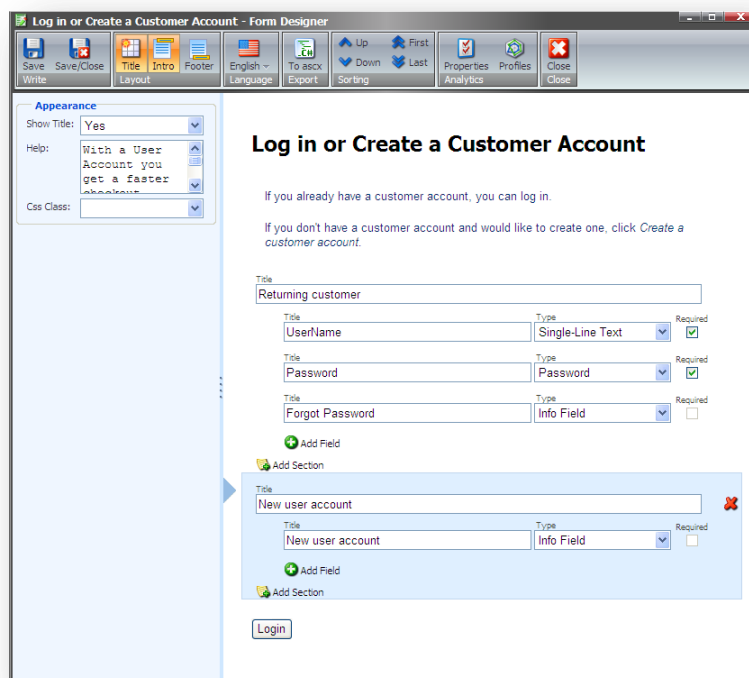 Log in or Create a Customer Account - Form Designer
Save Save/Close Title Intro Footer English To ascx Up First Down Last Properties Profiles Close
.C#
Write Layout Language Export Sorting Analytics Close
Appearance
Show Title: Yes
Help: With a User
Account you
get a faster
checkout
Css Class:
Log in or Create a Customer Account
If you already have a customer account, you can log in.
If you don't have a customer account and would like to create one, click Create a
customer account.
Title
Returning customer
Title Type Required
UserName Single-Line Text
Title Type Required
Password Password
Title Type Required
Forgot Password Info Field
Add Field
Add Section
Title
New user account
Title Type Required
New user account Info Field
Add Field
Add Section
Login